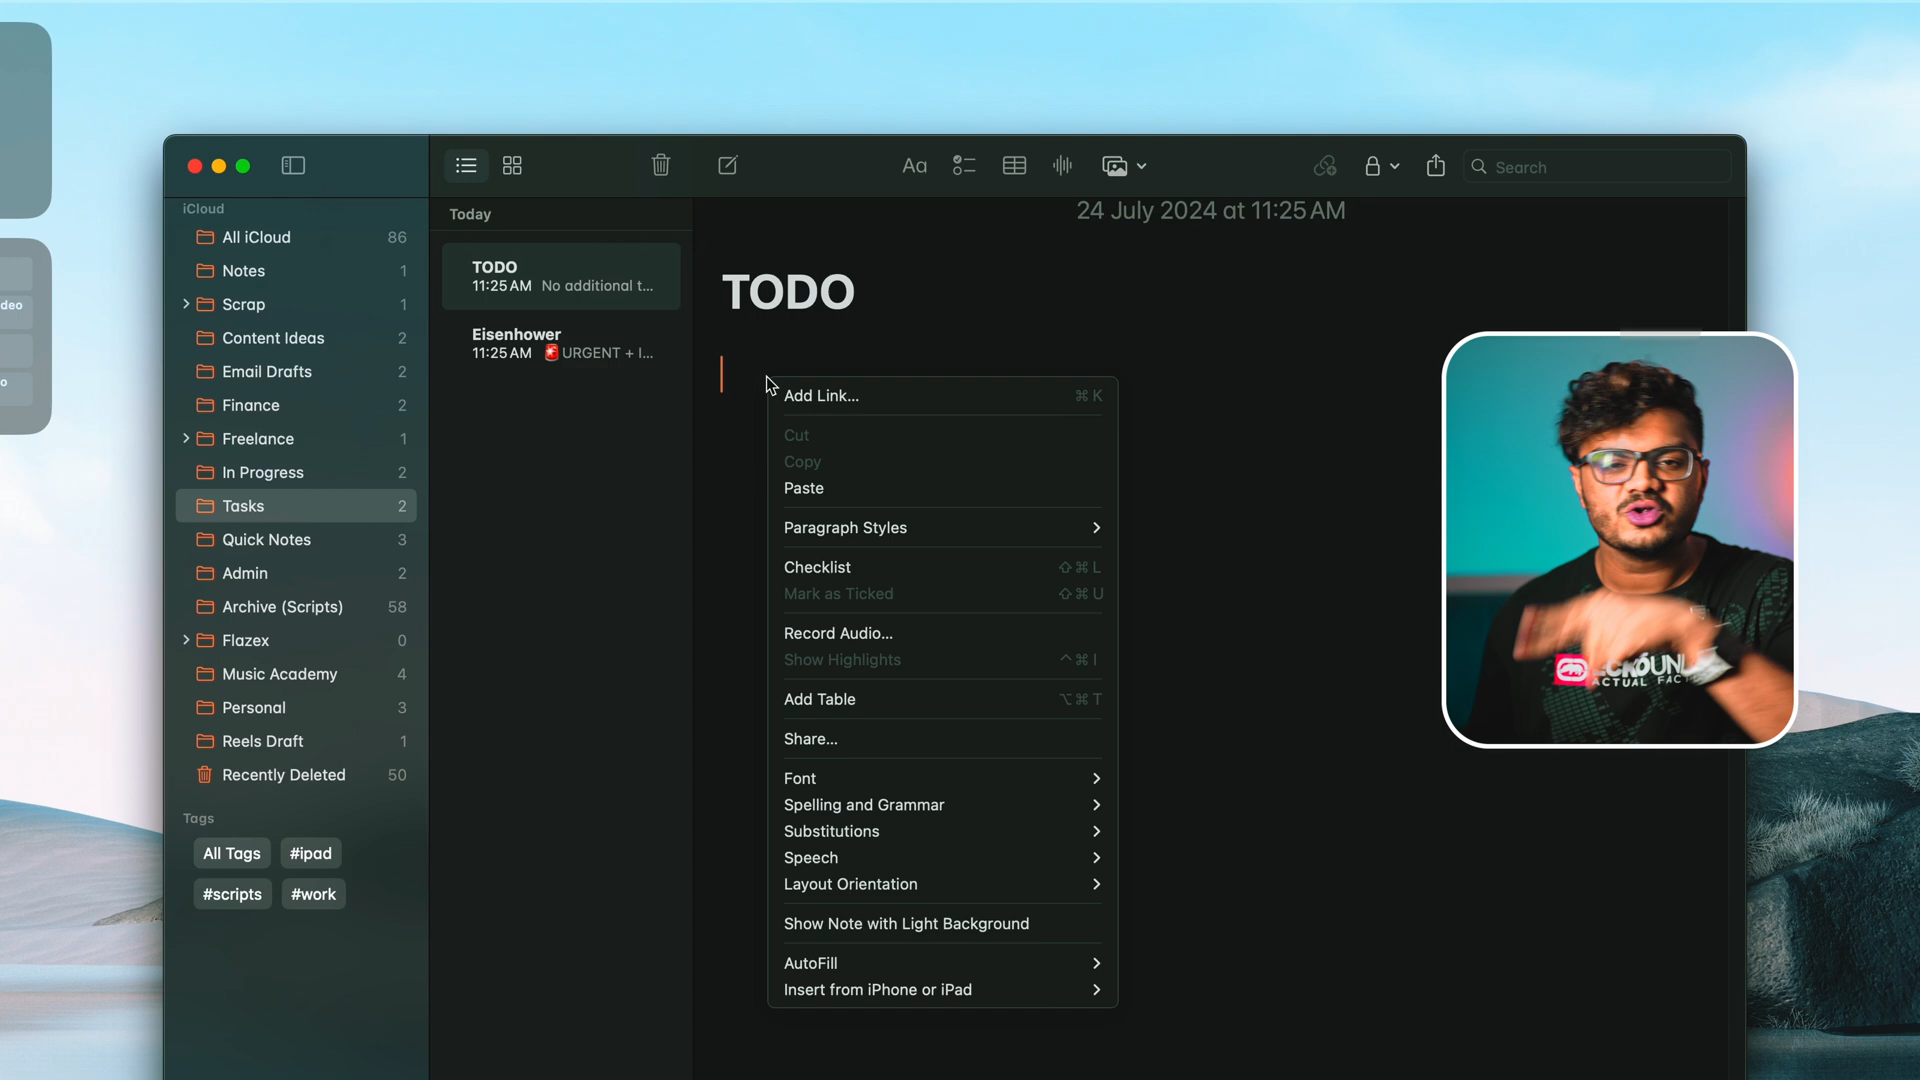 deo
o
iCloud
All iCloud 86
Notes 1
Scrap 1
Content Ideas 2
Email Drafts 2
Finance 2
Freelance 1
In Progress 2
Tasks 2
Quick Notes 3
Admin 2
Archive (Scripts) 58
Flazex 0
Music Academy 4
Personal 3
Reels Draft 1
Recently Deleted 50
Tags
All Tags #ipad
#scripts #work
Today
TODO
11:25 AM No additional t...
Eisenhower
11:25 AM 🚨URGENT + I...
Aa
Search
24 July 2024 at 11:25 AM
TODO
Add Link... ⌘ K
Cut
Copy
Paste
Paragraph Styles
Checklist ⇧ ⌘ L
Mark as Ticked ⇧ ⌘ U
Record Audio...
Show Highlights ^ ⌘ I
Add Table ⌥ ⌘ T
Share...
Font
Spelling and Grammar
Substitutions
Speech
Layout Orientation
Show Note with Light Background
AutoFill
Insert from iPhone or iPad
ACTUAL FAC